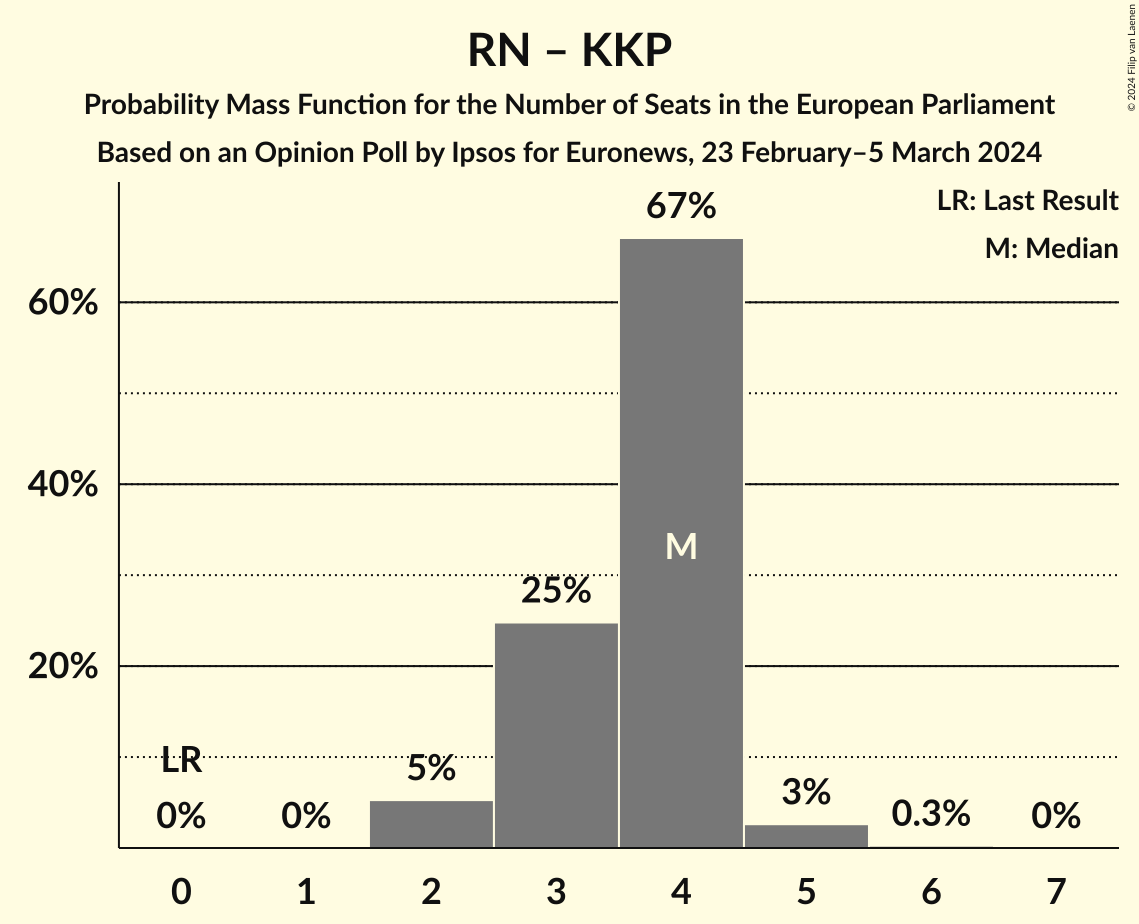 RN – KKP
Probability Mass Function for the Number of Seats in the European Parliament
Based on an Opinion Poll by Ipsos for Euronews, 23 February–5 March 2024
© 2024 Filip van Laenen
LR: Last Result
M: Median
67%
60%
40%
M
25%
20%
LR
5%
3%
0%
0%
0.3%
0%
0 1 2 3 4 5 6 7